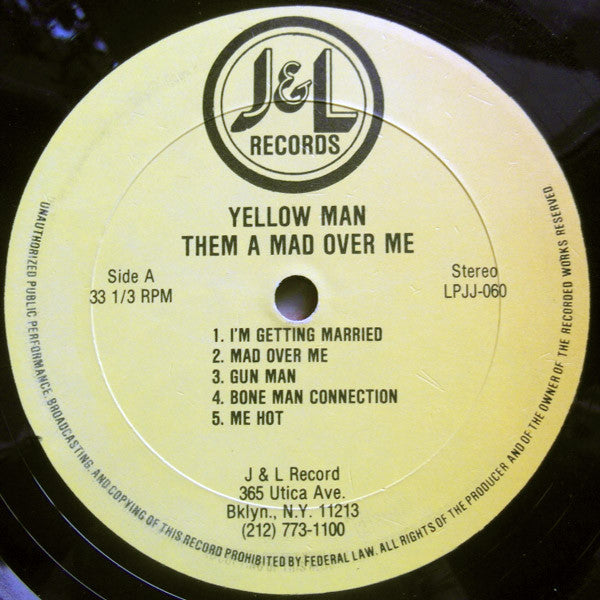 J&L
RECORDS
YELLOW MAN
THEM A MAD OVER ME
Side A
33 1/3 RPM
Stereo
LPJJ-060
1. I'M GETTING MARRIED
2. MAD OVER ME
3. GUN MAN
4. BONE MAN CONNECTION
5. ME HOT
J & L Record
365 Utica Ave.
Bklyn., N.Y. 11213
(212) 773-1100
UNAUTHORIZED PUBLIC PERFORMANCE, BROADCASTING, AND COPYING OF THIS RECORD PROHIBITED BY FEDERAL LAW. ALL RIGHTS OF THE PRODUCER AND OF THE OWNER OF THE RECORDED WORKS RESERVED